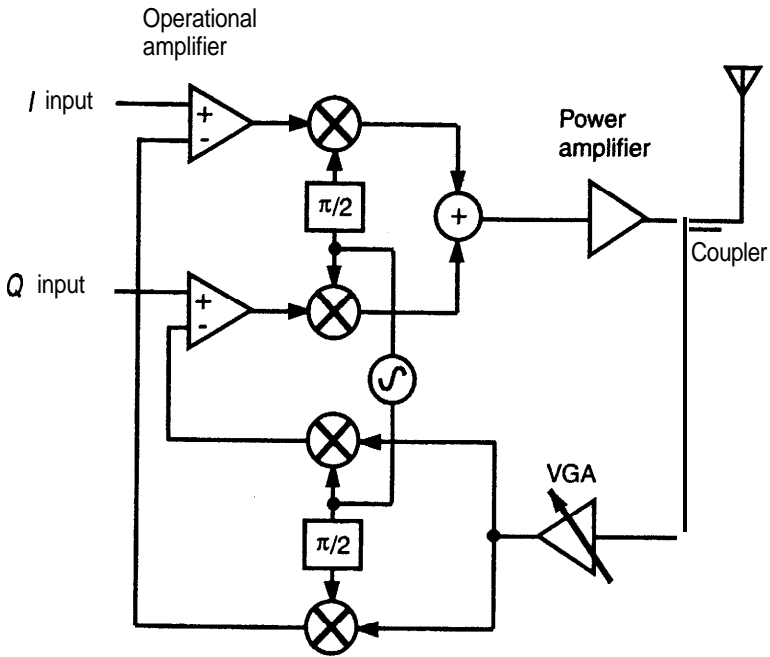 Operational
amplifier
I input
+
-
π/2
Power
amplifier
+
Coupler
Q input
+
-
VGA
π/2